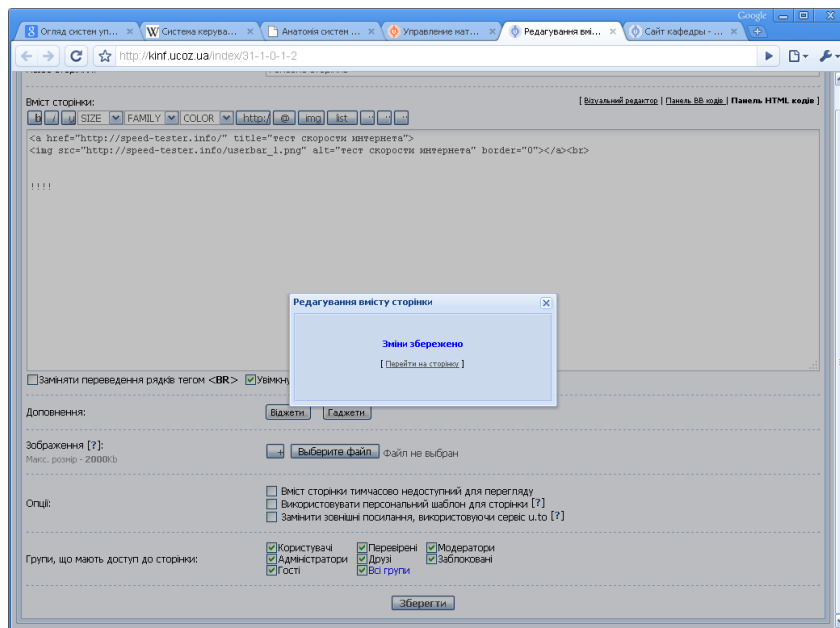 Google
Огляд систем уп...
Система керува...
Анатомія систем ...
Управление мат...
Редагування вмі...
Сайт кафедры - ...
http://kinf.ucoz.ua/index/31-1-0-1-2
Вміст сторінки:
[ Візуальний редактор | Панель BB кодів | Панель HTML кодів ]
b i u SIZE FAMILY COLOR http:/ @ img list
<a href="http://speed-tester.info/" title="тест скорости интернета">
<img src="http://speed-tester.info/userbar_1.png" alt="тест скорости интернета" border="0"></a><br>
!!!!
Редагування вмісту сторінки
Зміни збережено
[ Перейти на сторінку ]
Заміняти переведення рядків тегом <BR> Увімкну
Доповнення: Віджети Гаджети
Зображення [?]:
+ Выберите файл Файл не выбран
Макс. розмір - 2000Kb
Опції:
Вміст сторінки тимчасово недоступний для перегляду
Використовувати персональний шаблон для сторінки [?]
Замінити зовнішні посилання, використовуючи сервіс u.to [?]
Групи, що мають доступ до сторінки:
Користувачі Перевірені Модератори
Адміністратори Друзі Заблоковані
Гості Всі групи
Зберегти